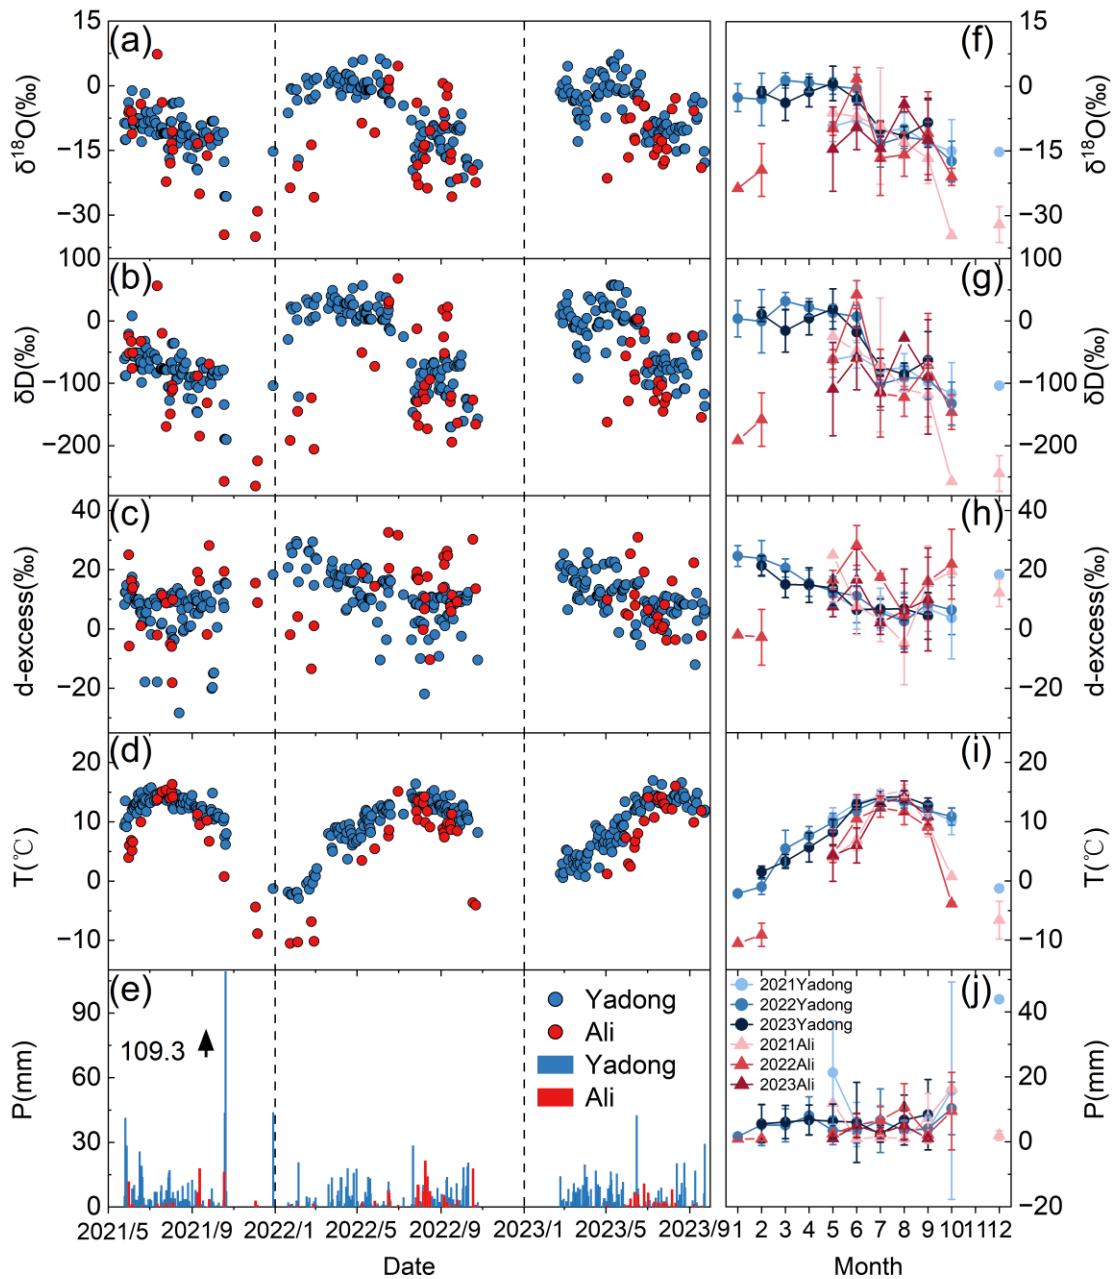 (a)
δ¹⁸O(‰)
15
0
−15
−30
(f)
15
0
−15
−30
δ¹⁸O(‰)
(b)
δD(‰)
100
0
−100
−200
(g)
100
0
−100
−200
δD(‰)
(c)
d-excess(‰)
40
20
0
−20
(h)
40
20
0
−20
d-excess(‰)
(d)
T(℃)
20
10
0
−10
(i)
20
10
0
−10
T(℃)
(e)
P(mm)
90
60
30
0
109.3
Yadong
Ali
Yadong
Ali
(j)
2021Yadong
2022Yadong
2023Yadong
2021Ali
2022Ali
2023Ali
40
20
0
−20
P(mm)
2021/5 2021/9 2022/1 2022/5 2022/9 2023/1 2023/5 2023/9
1 2 3 4 5 6 7 8 9 10 11 12
Date
Month